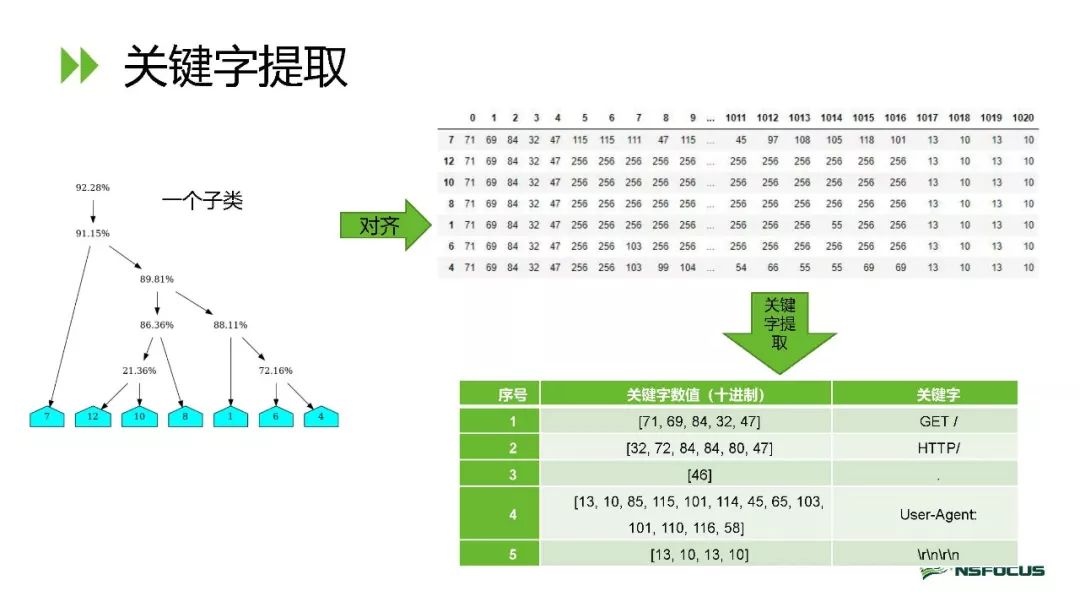 关键字提取
92.28%
一个子类
91.15%
89.81%
86.36% 88.11%
21.36% 72.16%
7 12 10 8 1 6 4
对齐
0 1 2 3 4 5 6 7 8 9 ... 1011 1012 1013 1014 1015 1016 1017 1018 1019 1020
7 71 69 84 32 47 115 115 111 47 115 ... 45 97 108 105 118 101 13 10 13 10
12 71 69 84 32 47 256 256 256 256 256 ... 256 256 256 256 256 256 13 10 13 10
10 71 69 84 32 47 256 256 256 256 256 ... 256 256 256 256 256 256 13 10 13 10
8 71 69 84 32 47 256 256 256 256 256 ... 256 256 256 256 256 256 13 10 13 10
1 71 69 84 32 47 256 256 256 256 256 ... 256 256 256 55 256 256 13 10 13 10
6 71 69 84 32 47 256 256 103 256 256 ... 256 256 256 256 256 256 13 10 13 10
4 71 69 84 32 47 256 256 103 99 104 ... 54 66 55 55 69 69 13 10 13 10
关键
字提
取
序号 关键字数值（十进制） 关键字
1 [71, 69, 84, 32, 47] GET /
2 [32, 72, 84, 84, 80, 47] HTTP/
3 [46] .
4 [13, 10, 85, 115, 101, 114, 45, 65, 103, User-Agent:
101, 110, 116, 58]
5 [13, 10, 13, 10] \r\n\r\n
NSFOCUS